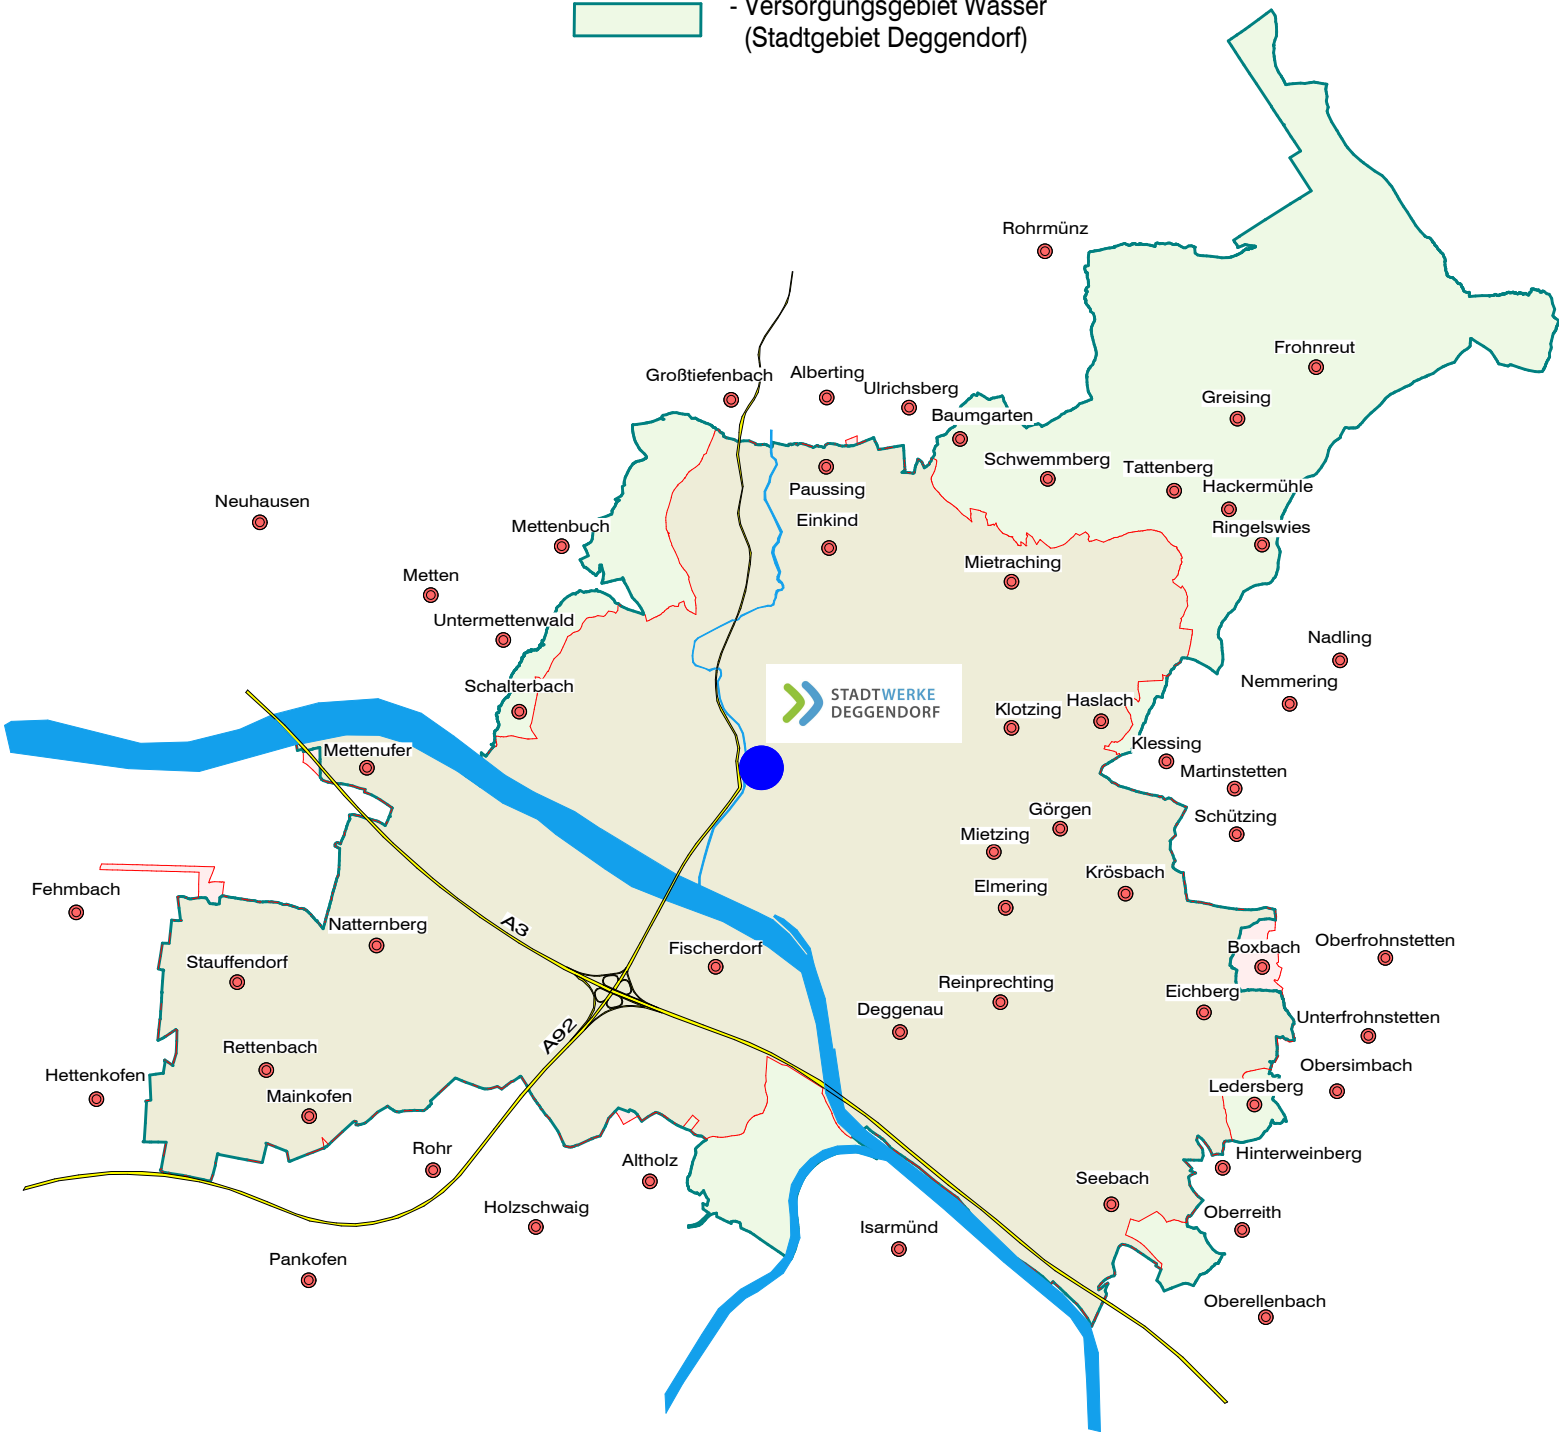 - Versorgungsgebiet Wasser
(Stadtgebiet Deggendorf)
Rohrmünz
Frohnreut
Großtiefenbach
Alberting
Ulrichsberg
Greising
Baumgarten
Schwemmberg
Tattenberg
Hackermühle
Paussing
Neuhausen
Mettenbuch
Einkind
Ringelswies
Mietraching
Metten
Untermettenwald
Nadling
Nemmering
Schalterbach
STADTWERKE
DEGGENDORF
Klotzing
Haslach
Mettenufer
Klessing
Martinstetten
Görgen
Schützing
Mietzing
Krösbach
Elmering
Fehmbach
Natternberg
A3
Fischerdorf
Boxbach
Oberfrohnstetten
Stauffendorf
Reinprechting
Eichberg
Deggenau
Unterfrohnstetten
A92
Rettenbach
Obersimbach
Hettenkofen
Mainkofen
Ledersberg
Rohr
Altholz
Hinterweinberg
Seebach
Holzschwaig
Oberreith
Isarmünd
Pankofen
Oberellenbach